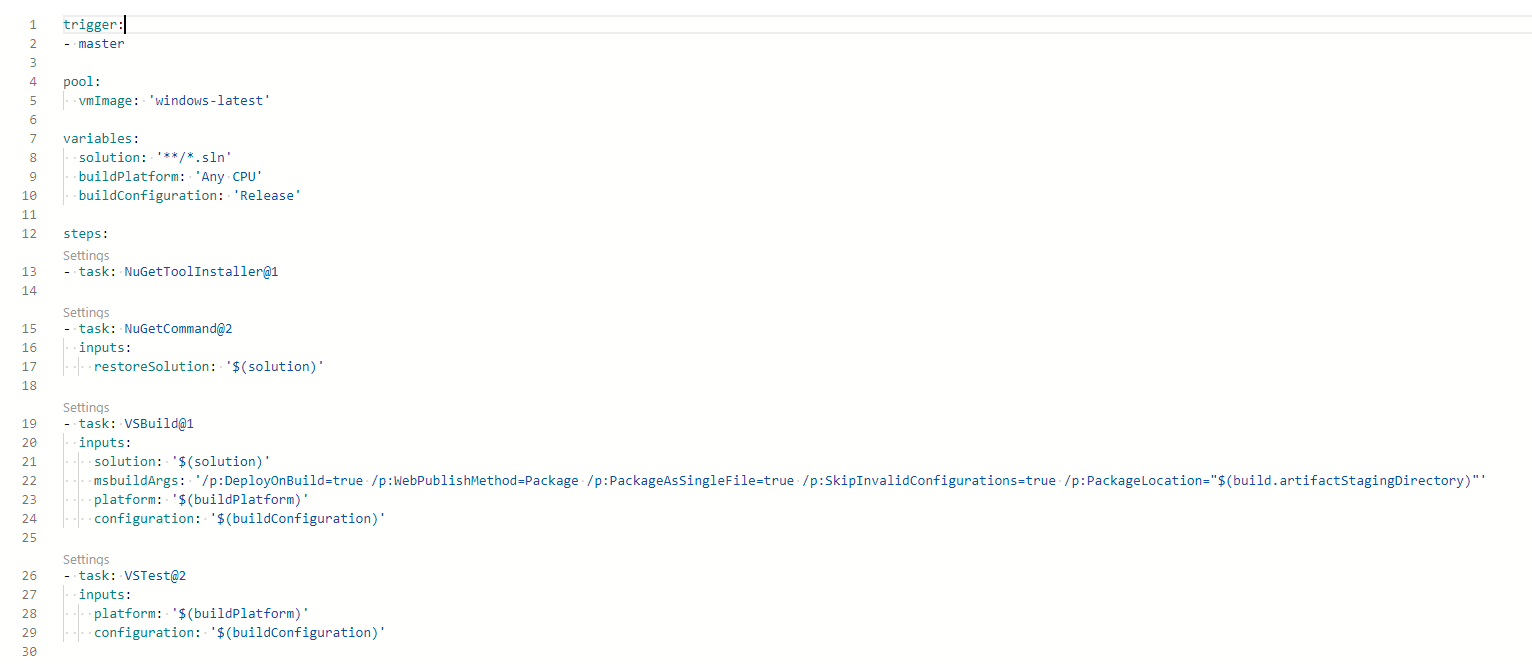 1 trigger:
2 - master
3
4 pool:
5   vmImage: 'windows-latest'
6
7 variables:
8   solution: '**/*.sln'
9   buildPlatform: 'Any CPU'
10   buildConfiguration: 'Release'
11
12 steps:
Settings
13 - task: NuGetToolInstaller@1
14
Settings
15 - task: NuGetCommand@2
16   inputs:
17     restoreSolution: '$(solution)'
18
Settings
19 - task: VSBuild@1
20   inputs:
21     solution: '$(solution)'
22     msbuildArgs: '/p:DeployOnBuild=true /p:WebPublishMethod=Package /p:PackageAsSingleFile=true /p:SkipInvalidConfigurations=true /p:PackageLocation="$(build.artifactStagingDirectory)"'
23     platform: '$(buildPlatform)'
24     configuration: '$(buildConfiguration)'
25
Settings
26 - task: VSTest@2
27   inputs:
28     platform: '$(buildPlatform)'
29     configuration: '$(buildConfiguration)'
30